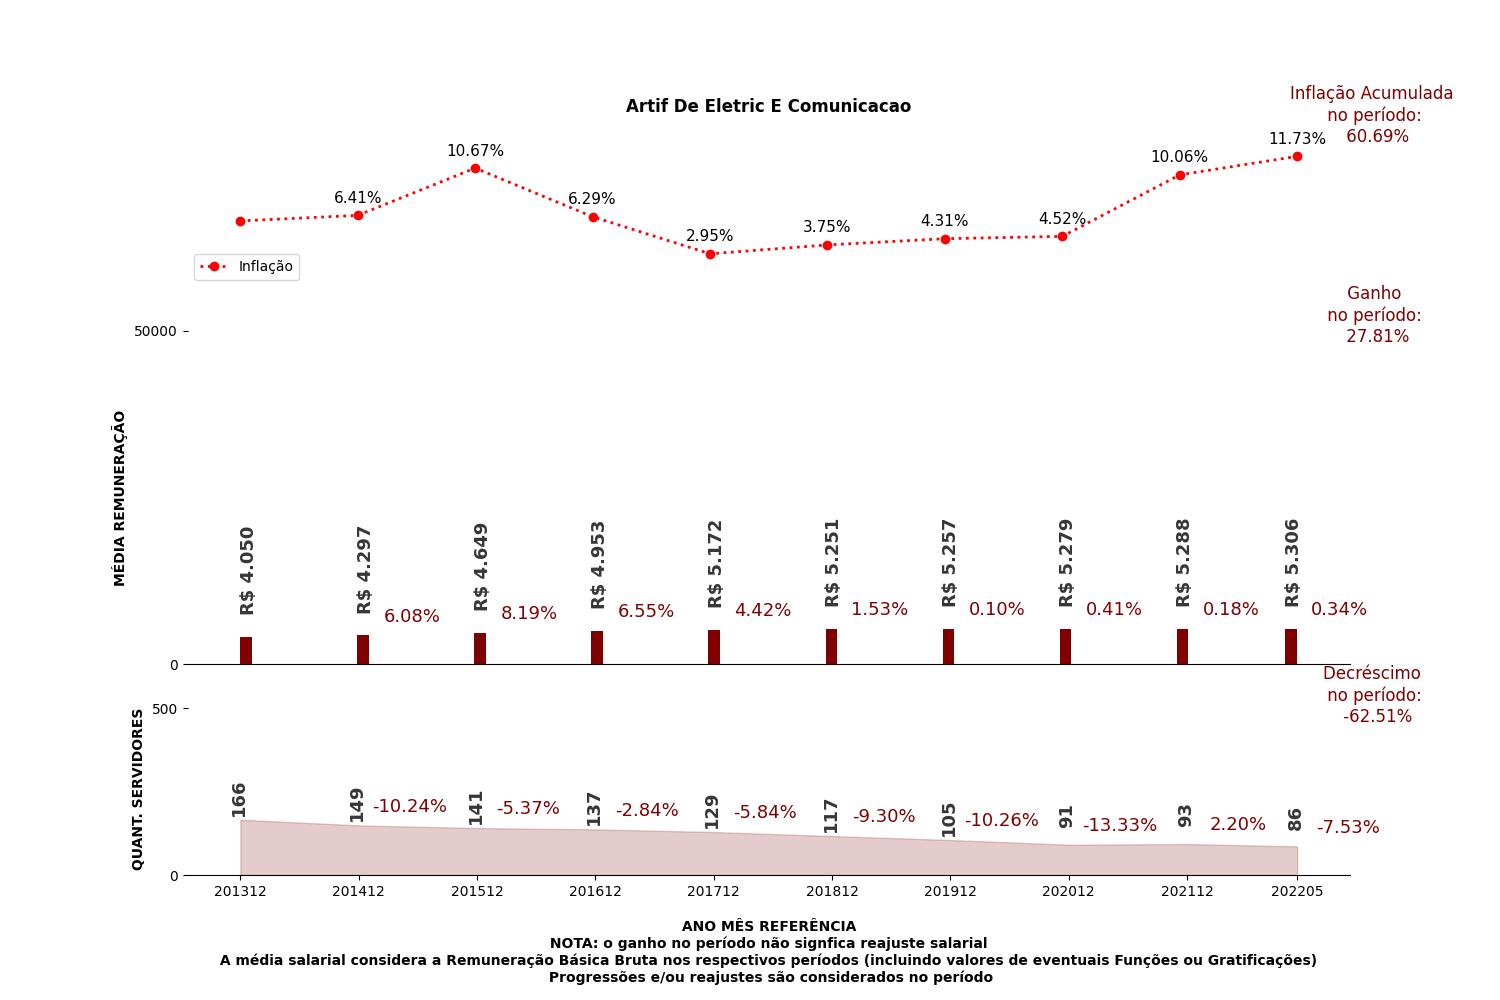 Artif De Eletric E Comunicacao
Inflação Acumulada
no período:
60.69%
6.41%
10.67%
6.29%
2.95%
3.75%
4.31%
4.52%
10.06%
11.73%
Inflação
Ganho
no período:
27.81%
50000
0
MÉDIA REMUNERAÇÃO
R$ 4.050
R$ 4.297
R$ 4.649
R$ 4.953
R$ 5.172
R$ 5.251
R$ 5.257
R$ 5.279
R$ 5.288
R$ 5.306
6.08%
8.19%
6.55%
4.42%
1.53%
0.10%
0.41%
0.18%
0.34%
Decréscimo
no período:
-62.51%
500
0
QUANT. SERVIDORES
166
149
141
137
129
117
105
91
93
86
-10.24%
-5.37%
-2.84%
-5.84%
-9.30%
-10.26%
-13.33%
2.20%
-7.53%
201312
201412
201512
201612
201712
201812
201912
202012
202112
202205
ANO MÊS REFERÊNCIA
NOTA: o ganho no período não signfica reajuste salarial
A média salarial considera a Remuneração Básica Bruta nos respectivos períodos (incluindo valores de eventuais Funções ou Gratificações)
Progressões e/ou reajustes são considerados no período